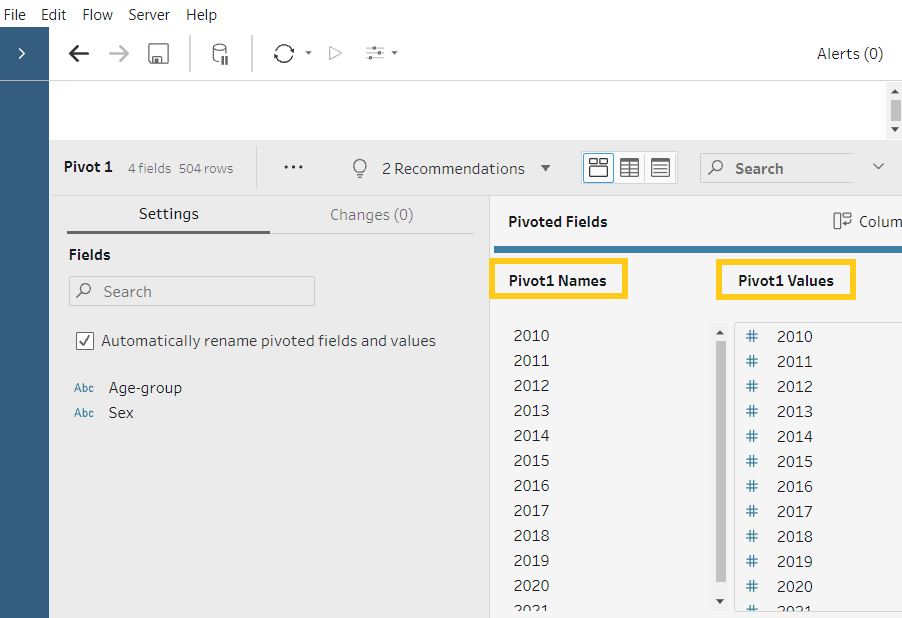 File Edit Flow Server Help
Alerts (0)
Pivot 1 4 fields 504 rows ... 2 Recommendations Search
Settings Changes (0)
Fields
Search
Automatically rename pivoted fields and values
Abc Age-group
Abc Sex
Pivoted Fields Colum
Pivot1 Names Pivot1 Values
2010 # 2010
2011 # 2011
2012 # 2012
2013 # 2013
2014 # 2014
2015 # 2015
2016 # 2016
2017 # 2017
2018 # 2018
2019 # 2019
2020 # 2020
2021 # 2021